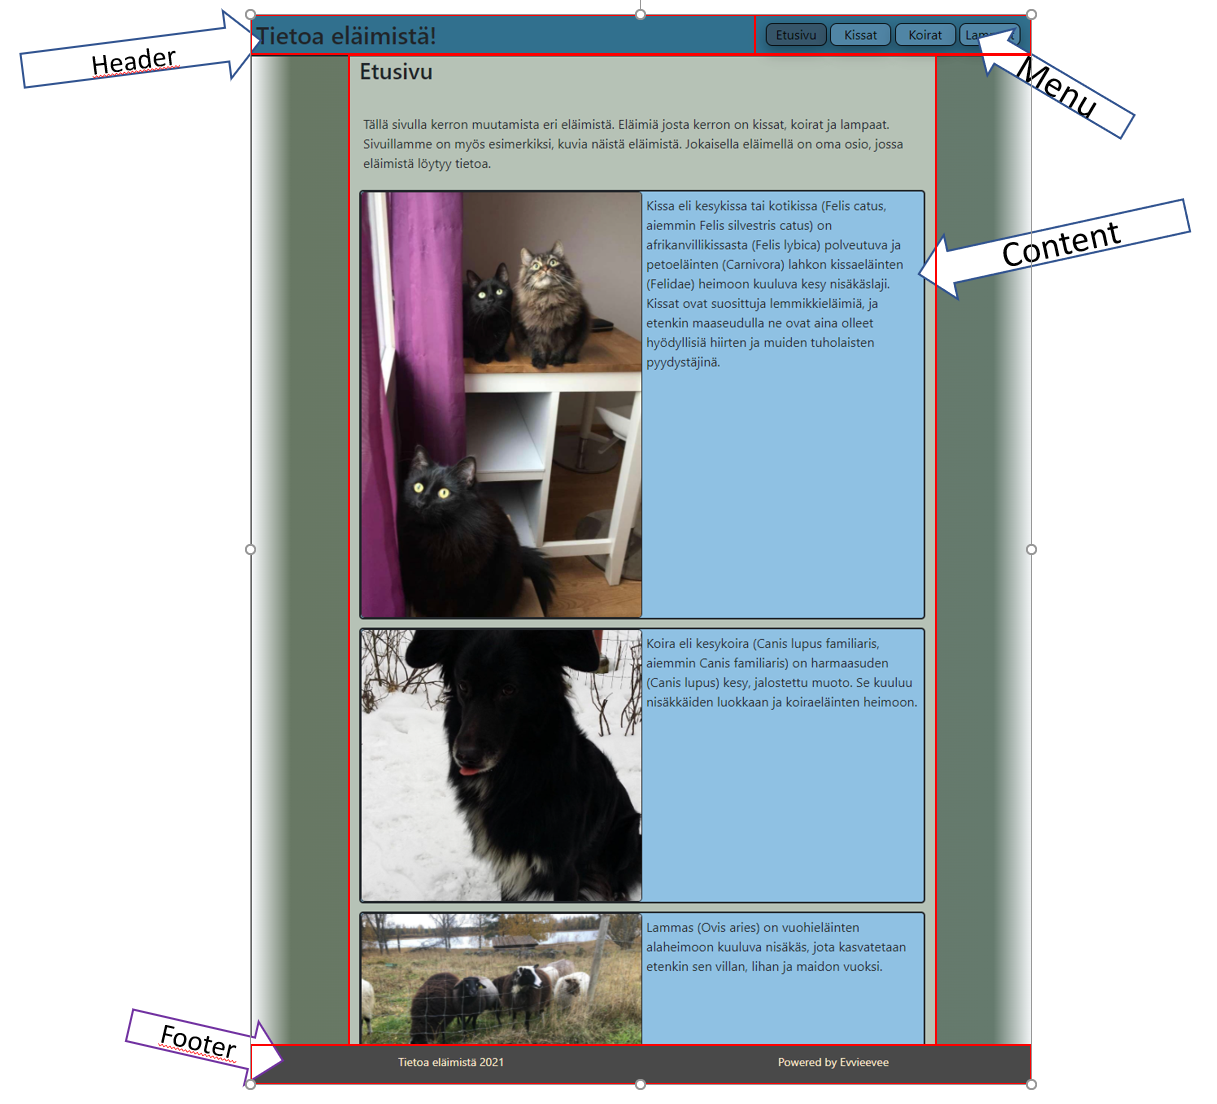 Header
Tietoa eläimistä!
Etusivu
Kissat
Koirat
Menu
Etusivu
Tällä sivulla kerron muutamista eri eläimistä. Eläimiä josta kerron on kissat, koirat ja lampaat.
Sivuillamme on myös esimerkiksi, kuvia näistä eläimistä. Jokaisella eläimellä on oma osio, jossa
eläimistä löytyy tietoa.
Content
Kissa eli kesykissa tai kotikissa (Felis catus,
aiemmin Felis silvestris catus) on
afrikanvillikissasta (Felis lybica) polveutuva ja
petoeläinten (Carnivora) lahkon kissaeläinten
(Felidae) heimoon kuuluva kesy nisäkäslaji.
Kissat ovat suosittuja lemmikkieläimiä, ja
etenkin maaseudulla ne ovat aina olleet
hyödyllisiä hiirten ja muiden tuholaisten
pyydystäjinä.
Koira eli kesykoira (Canis lupus familiaris,
aiemmin Canis familiaris) on harmaasuden
(Canis lupus) kesy, jalostettu muoto. Se kuuluu
nisäkkäiden luokkaan ja koiraeläinten heimoon.
Lammas (Ovis aries) on vuohieläinten
alaheimoon kuuluva nisäkäs, jota kasvatetaan
etenkin sen villan, lihan ja maidon vuoksi.
Footer
Tietoa eläimistä 2021
Powered by Evvieevee